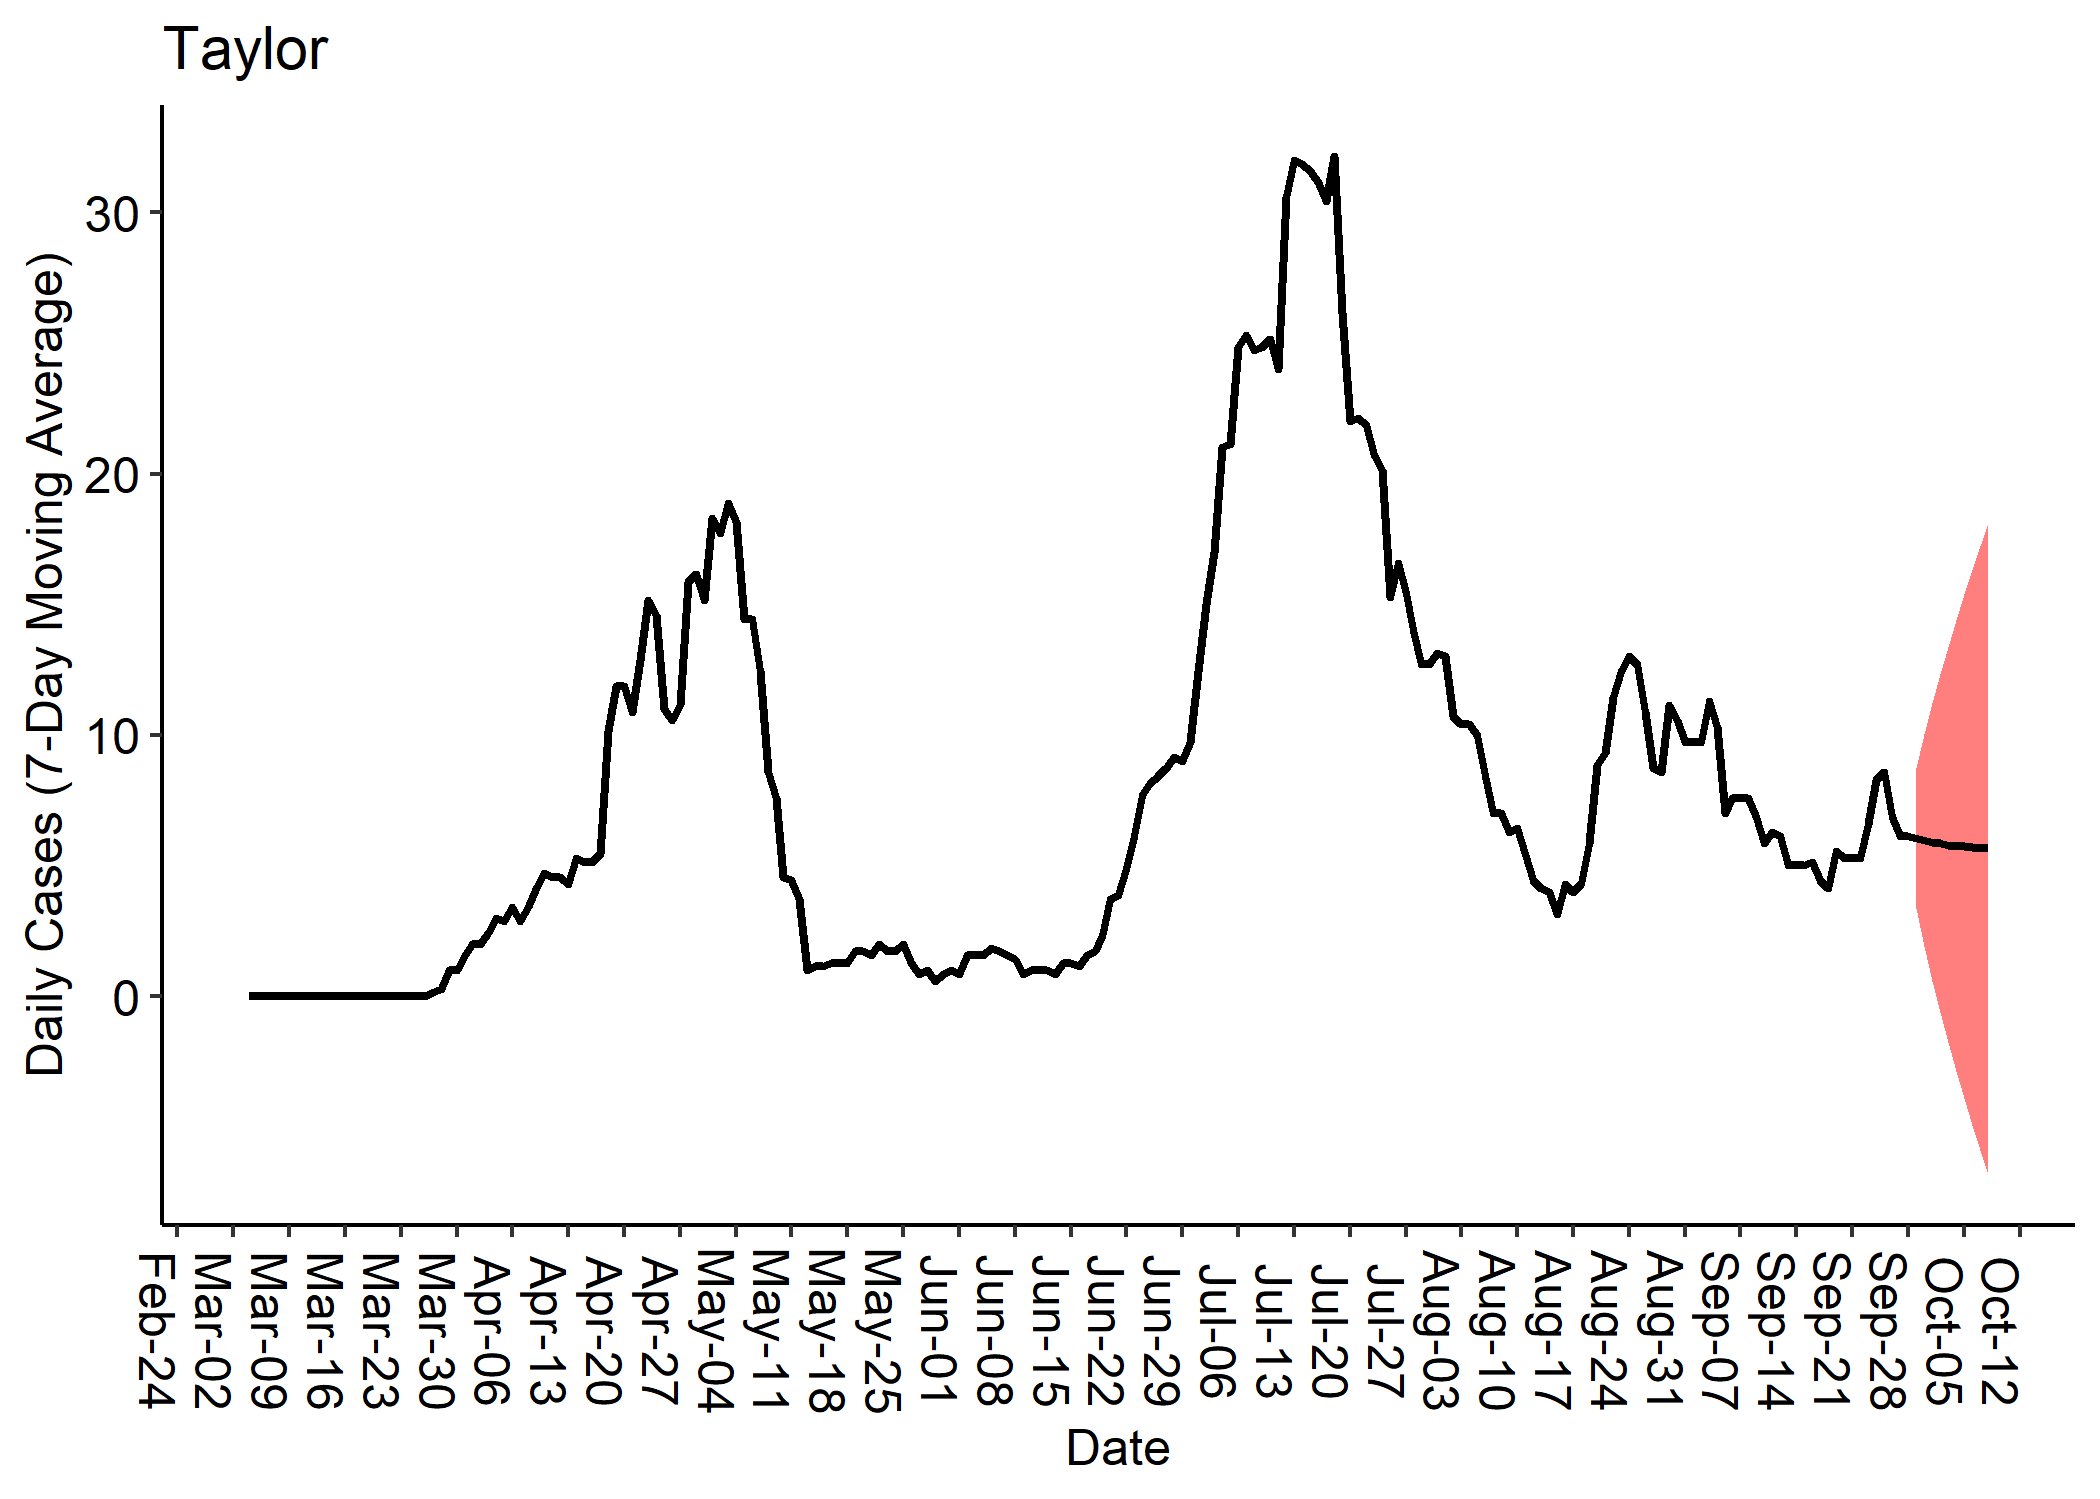 Taylor
Daily Cases (7-Day Moving Average)
30
20
10
0
Feb-24
Mar-02
Mar-09
Mar-16
Mar-23
Mar-30
Apr-06
Apr-13
Apr-20
Apr-27
May-04
May-11
May-18
May-25
Jun-01
Jun-08
Jun-15
Jun-22
Jun-29
Jul-06
Jul-13
Jul-20
Jul-27
Aug-03
Aug-10
Aug-17
Aug-24
Aug-31
Sep-07
Sep-14
Sep-21
Sep-28
Oct-05
Oct-12
Date